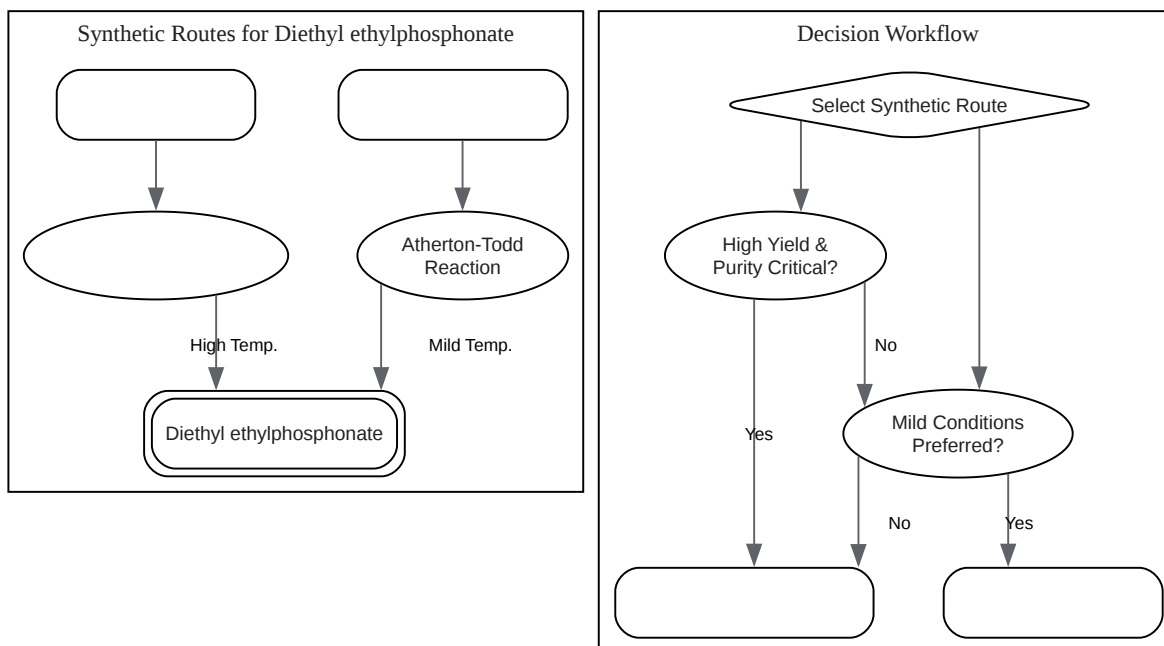 Synthetic Routes for Diethyl ethylphosphonate
Atherton-Todd
Reaction
High Temp.
Mild Temp.
Diethyl ethylphosphonate
Decision Workflow
Select Synthetic Route
High Yield &
Purity Critical?
No
Mild Conditions
Preferred?
Yes
No
Yes